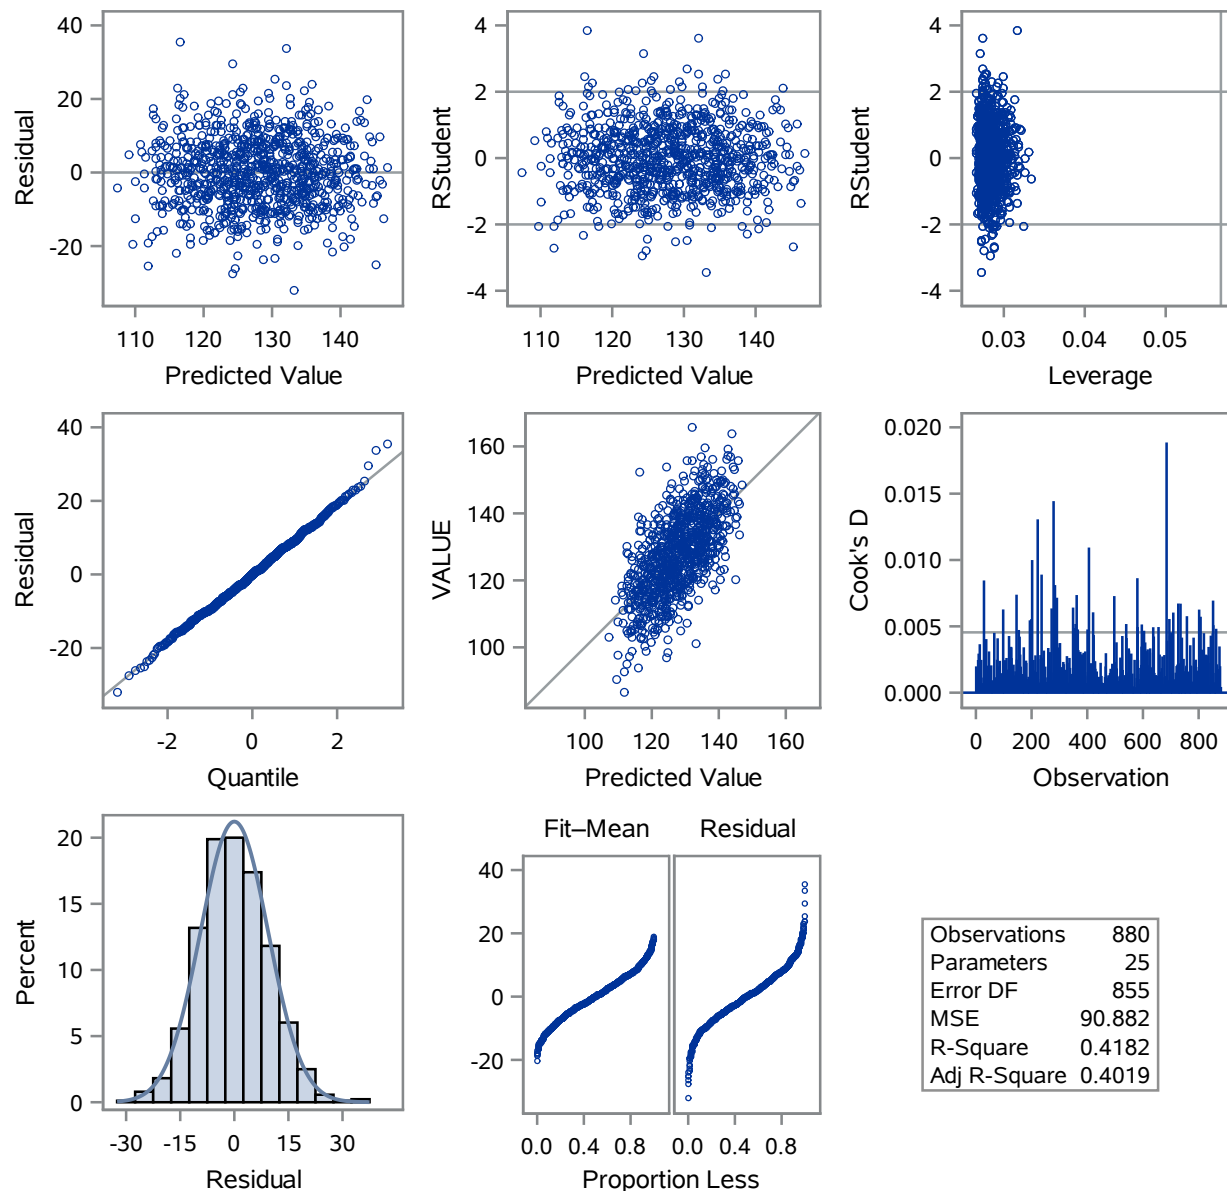 40
20
0
-20
Residual
110 120 130 140
Predicted Value
4
2
0
-2
-4
RStudent
110 120 130 140
Predicted Value
4
2
0
-2
-4
RStudent
0.03 0.04 0.05
Leverage
40
20
0
-20
Residual
-2 0 2
Quantile
160
140
120
100
VALUE
100 120 140 160
Predicted Value
0.020
0.015
0.010
0.005
0.000
Cook's D
0 200 400 600 800
Observation
20
15
10
5
0
Percent
-30 -15 0 15 30
Residual
Fit–Mean Residual
40
20
0
-20
0.0 0.4 0.8 0.0 0.4 0.8
Proportion Less
Observations 880
Parameters 25
Error DF 855
MSE 90.882
R-Square 0.4182
Adj R-Square 0.4019